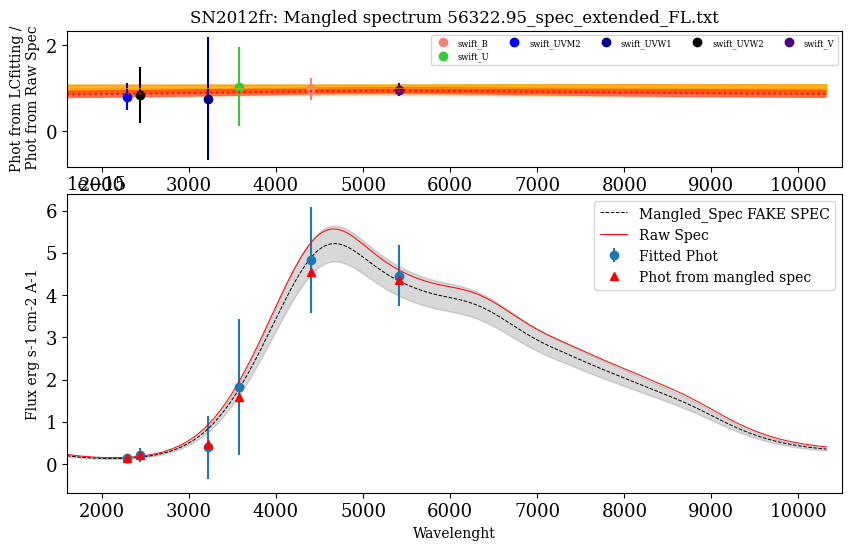 SN2012fr: Mangled spectrum 56322.95_spec_extended_FL.txt
Phot from LCfitting /
Phot from Raw Spec
2
0
swift_B
swift_UVM2
swift_UVW1
swift_UVW2
swift_V
swift_U
2000 3000 4000 5000 6000 7000 8000 9000 10000
1e−15
Flux erg s-1 cm-2 A-1
6
5
4
3
2
1
0
Mangled_Spec FAKE SPEC
Raw Spec
Fitted Phot
Phot from mangled spec
2000 3000 4000 5000 6000 7000 8000 9000 10000
Wavelenght